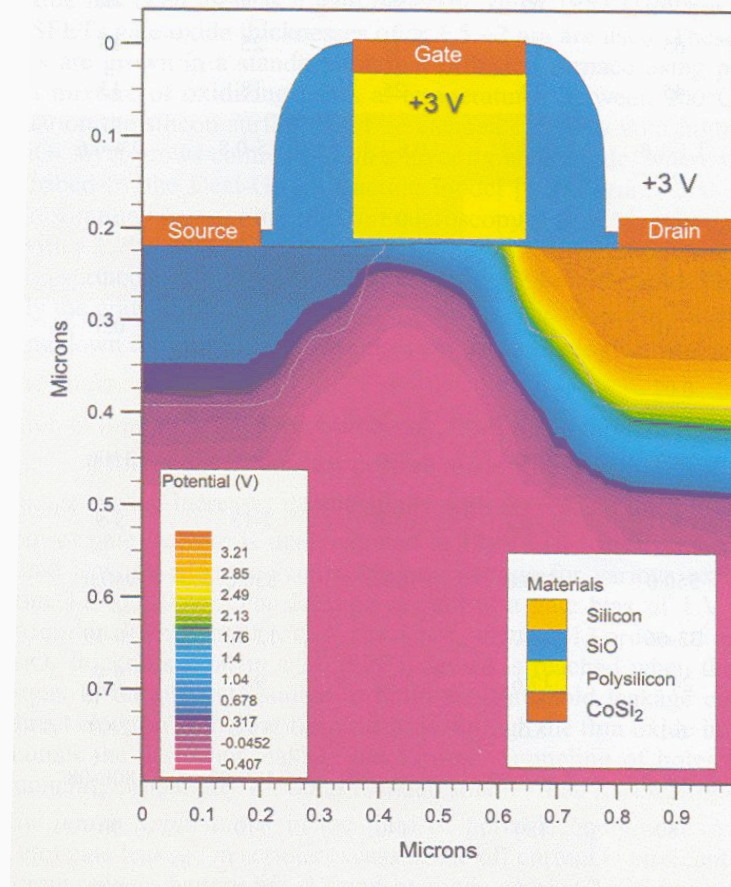 0
Gate
+3 V
0.1
+3 V
0.2
Source
Drain
0.3
Microns
0.4
0.5
0.6
0.7
Potential (V)
3.21
2.85
2.49
2.13
1.76
1.4
1.04
0.678
0.317
-0.0452
-0.407
Materials
Silicon
SiO
Polysilicon
CoSi₂
0 0.1 0.2 0.3 0.4 0.5 0.6 0.7 0.8 0.9
Microns